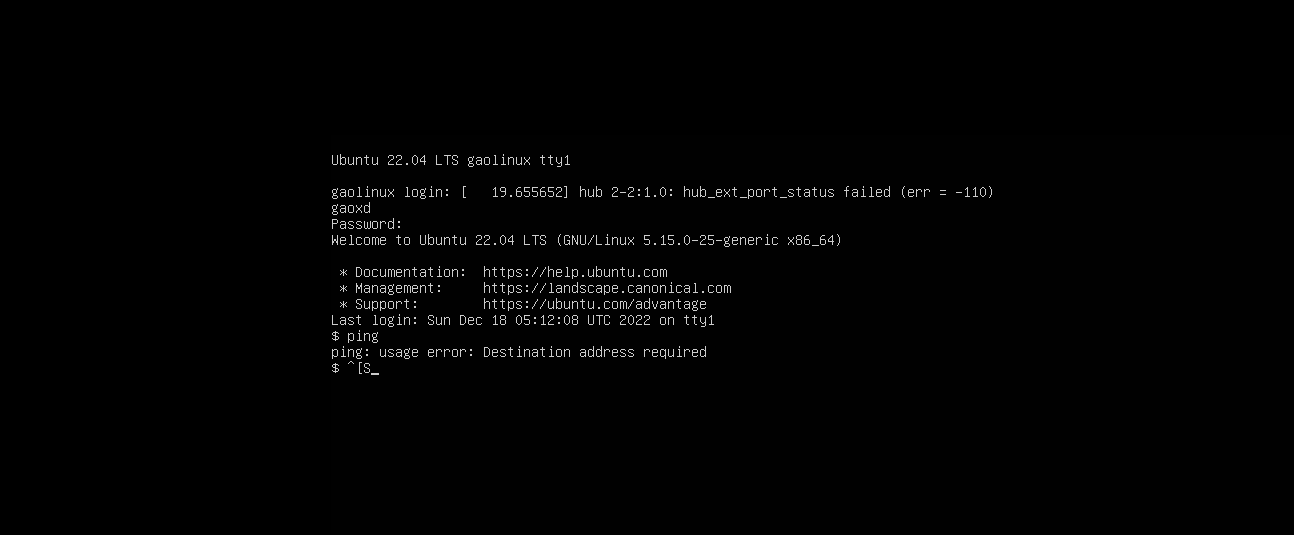 Ubuntu 22.04 LTS gaolinux tty1
gaolinux login: [   19.655652] hub 2-2:1.0: hub_ext_port_status failed (err = -110)
gaoxd
Password:
Welcome to Ubuntu 22.04 LTS (GNU/Linux 5.15.0-25-generic x86_64)
 * Documentation:  https://help.ubuntu.com
 * Management:     https://landscape.canonical.com
 * Support:        https://ubuntu.com/advantage
Last login: Sun Dec 18 05:12:08 UTC 2022 on tty1
$ ping
ping: usage error: Destination address required
$ ^[S_